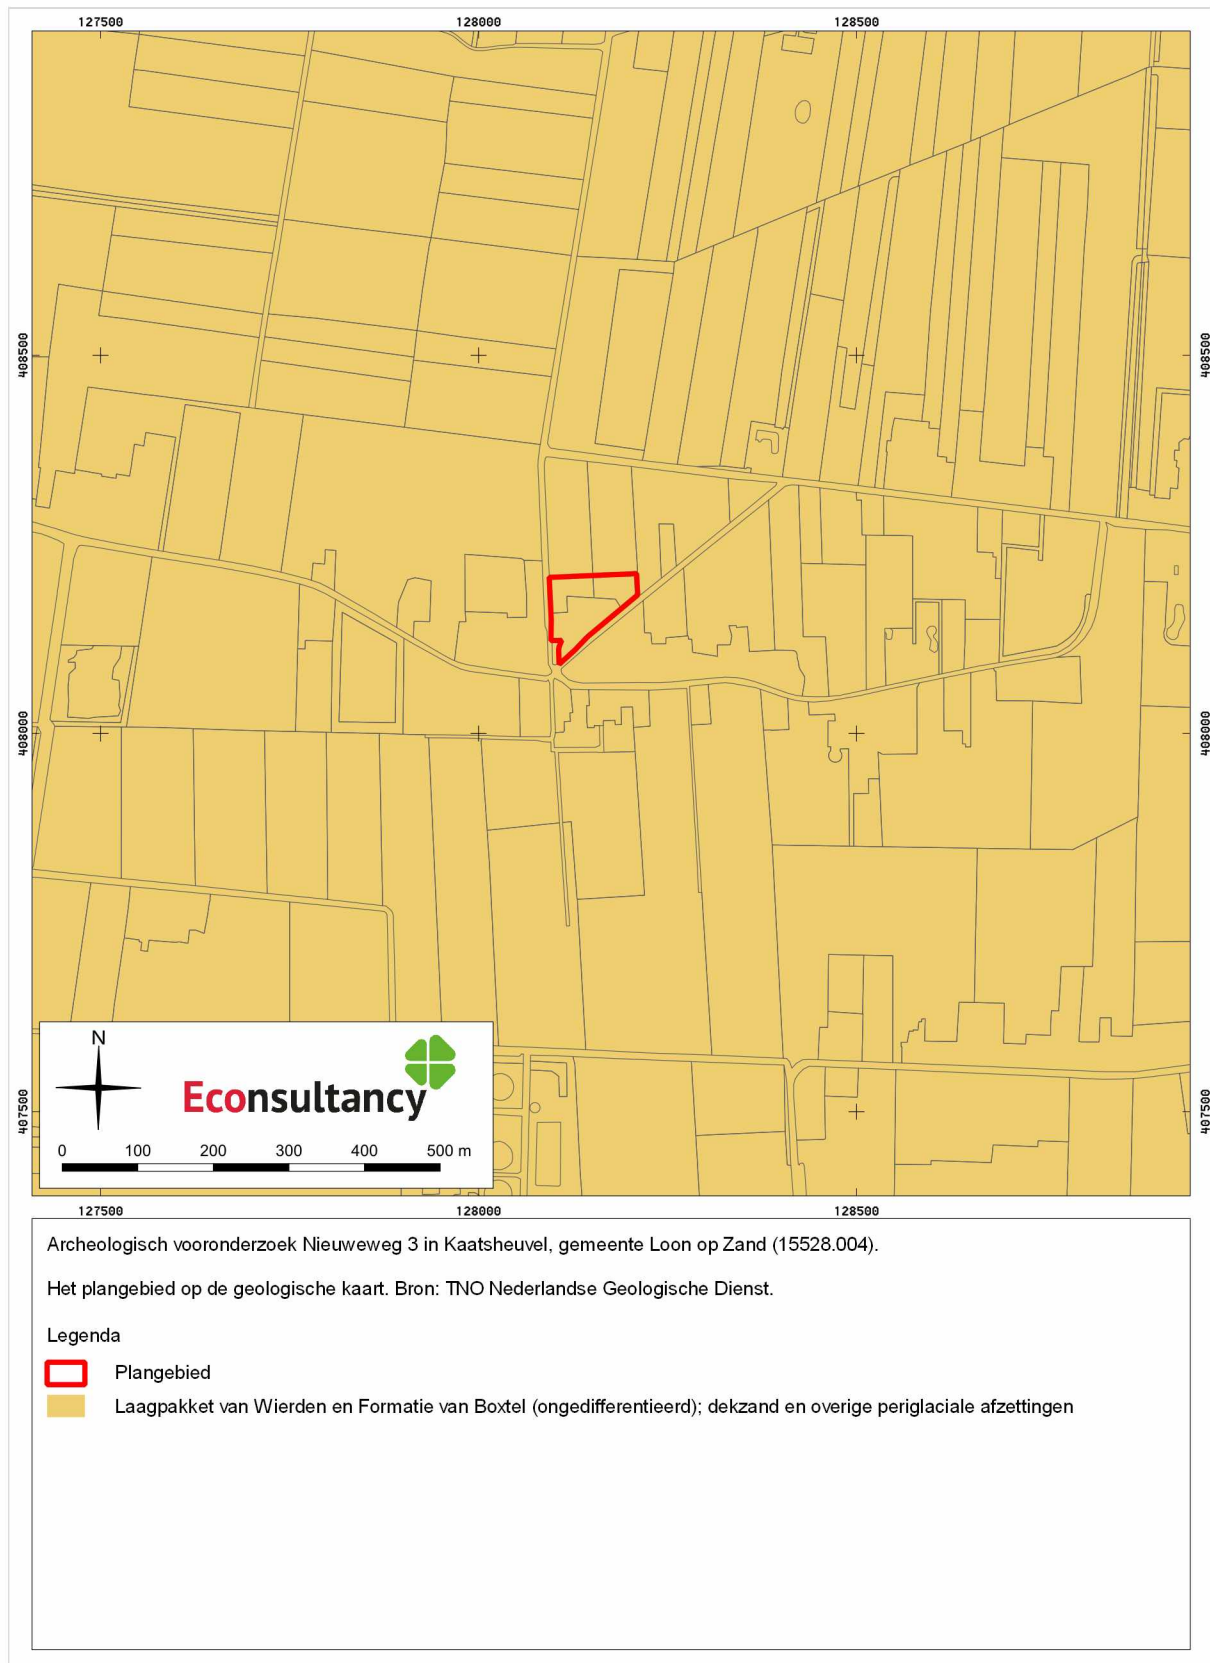 127500 128000 128500
408500 408500
408000 408000
407500 407500
N
Econsultancy
0 100 200 300 400 500 m
127500 128000 128500
Archeologisch vooronderzoek Nieuweweg 3 in Kaatsheuvel, gemeente Loon op Zand (15528.004).
Het plangebied op de geologische kaart. Bron: TNO Nederlandse Geologische Dienst.
Legenda
Plangebied
Laagpakket van Wierden en Formatie van Boxtel (ongedifferentieerd); dekzand en overige periglaciale afzettingen